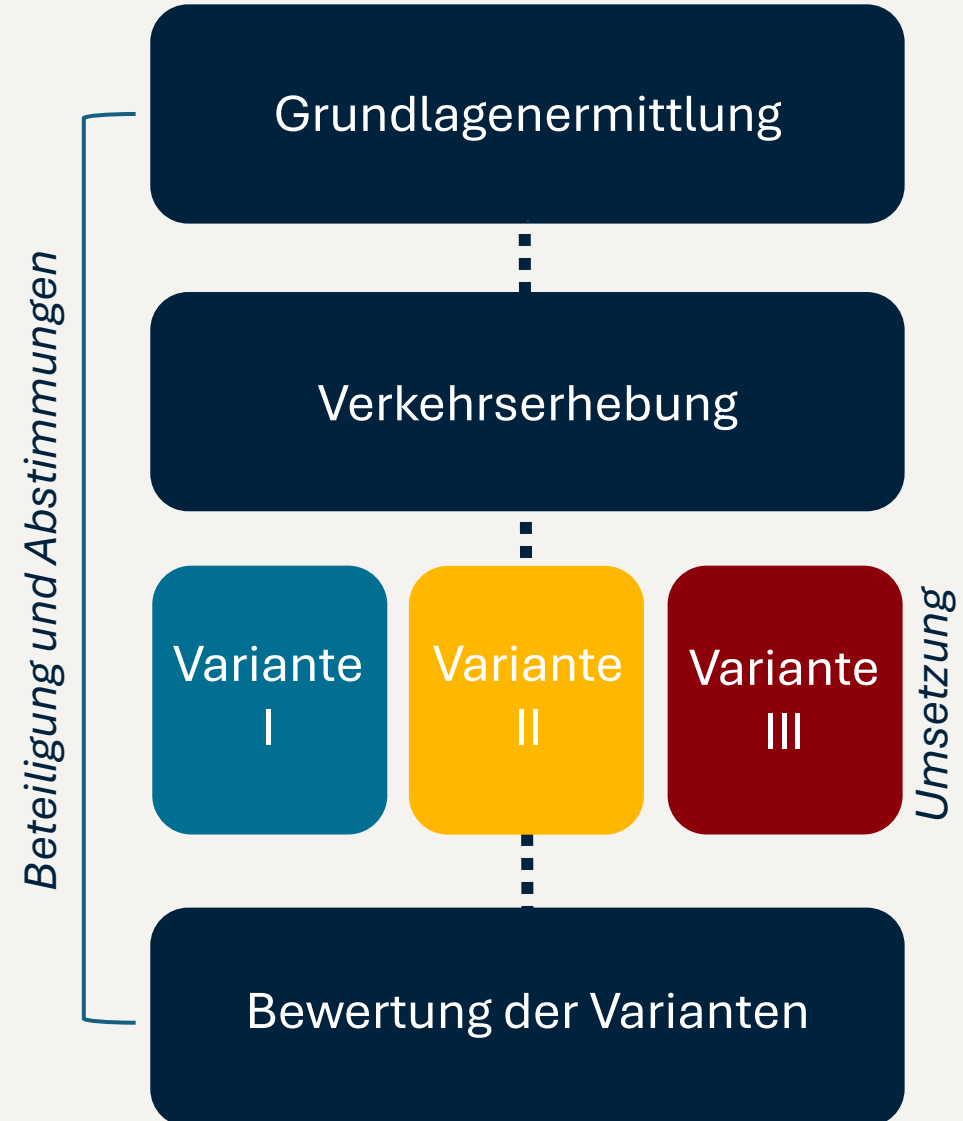 Grundlagenermittlung
Beteiligung und Abstimmungen
Verkehrserhebung
Variante
I
Variante
II
Variante
III
Umsetzung
Bewertung der Varianten